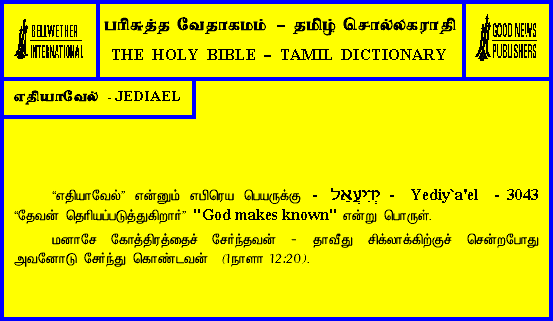 BELLWETHER
INTERNATIONAL
பரிசுத்த வேதாகமம் – தமிழ் சொல்லகராதி
THE HOLY BIBLE – TAMIL DICTIONARY
GOOD NEWS
PUBLISHERS
எதியாவேல் - JEDIAEL
“எதியாவேல்” என்னும் எபிரெய பெயருக்கு - יְדִיעֲאֵל - Yediy`a'el - 3043
“தேவன் தெரியப்படுத்துகிறார்” "God makes known" என்று பொருள்.
மனாசே கோத்திரத்தைச் சேர்ந்தவன் – தாவீது சிக்லாக்கிற்குச் சென்றபோது
அவனோடு சேர்ந்து கொண்டவன் (1நாளா 12:20).